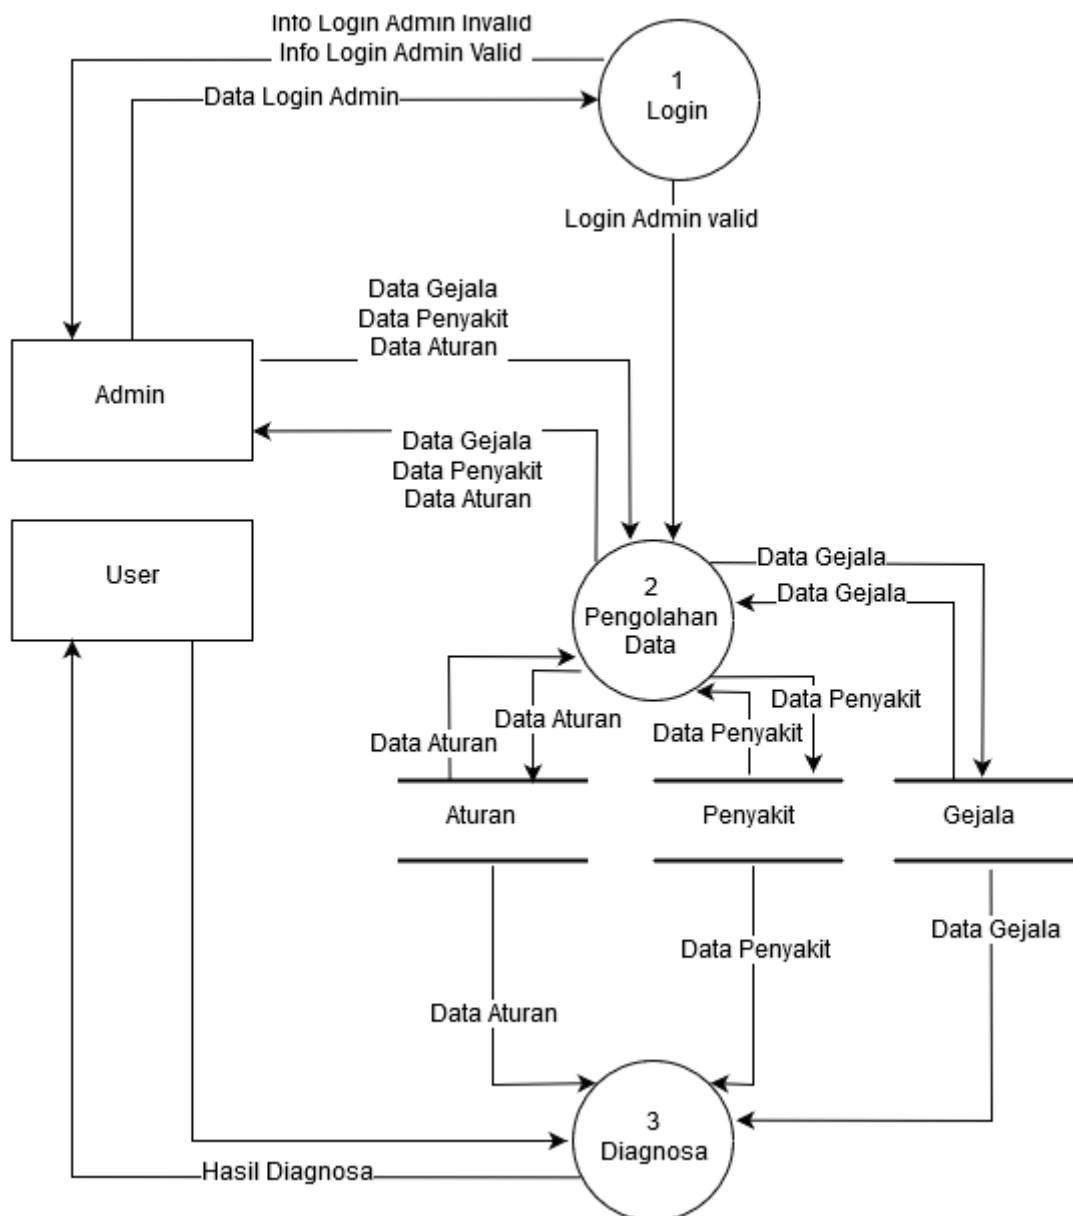 Info Login Admin Invalid
Info Login Admin Valid
1
Login
Data Login Admin
Login Admin valid
Data Gejala
Data Penyakit
Data Aturan
Admin
Data Gejala
Data Penyakit
Data Aturan
User
2
Pengolahan
Data
Data Gejala
Data Gejala
Data Penyakit
Data Aturan
Data Penyakit
Data Aturan
Aturan
Penyakit
Gejala
Data Gejala
Data Penyakit
Data Aturan
3
Diagnosa
Hasil Diagnosa